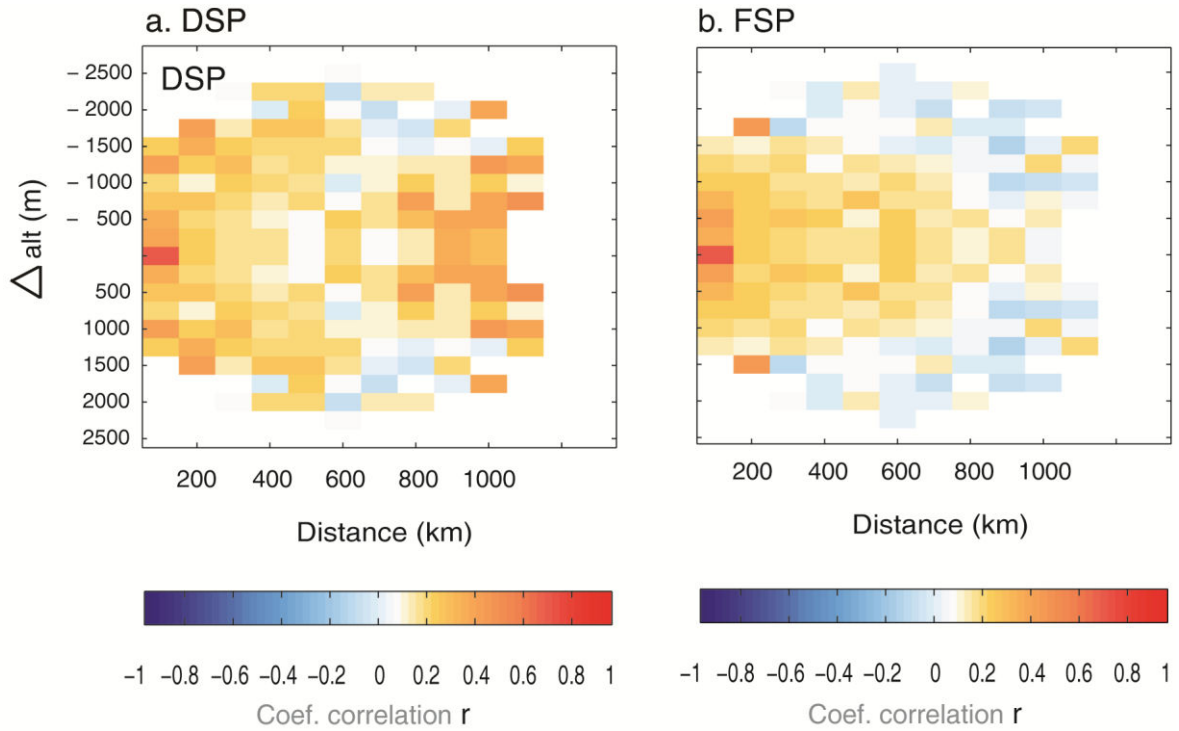 a. DSP
DSP
- 2500
- 2000
- 1500
- 1000
- 500
500
1000
1500
2000
2500
Δ alt (m)
200 400 600 800 1000
Distance (km)
-1 -0.8 -0.6 -0.4 -0.2 0 0.2 0.4 0.6 0.8 1
Coef. correlation r
b. FSP
200 400 600 800 1000
Distance (km)
-1 -0.8 -0.6 -0.4 -0.2 0 0.2 0.4 0.6 0.8 1
Coef. correlation r